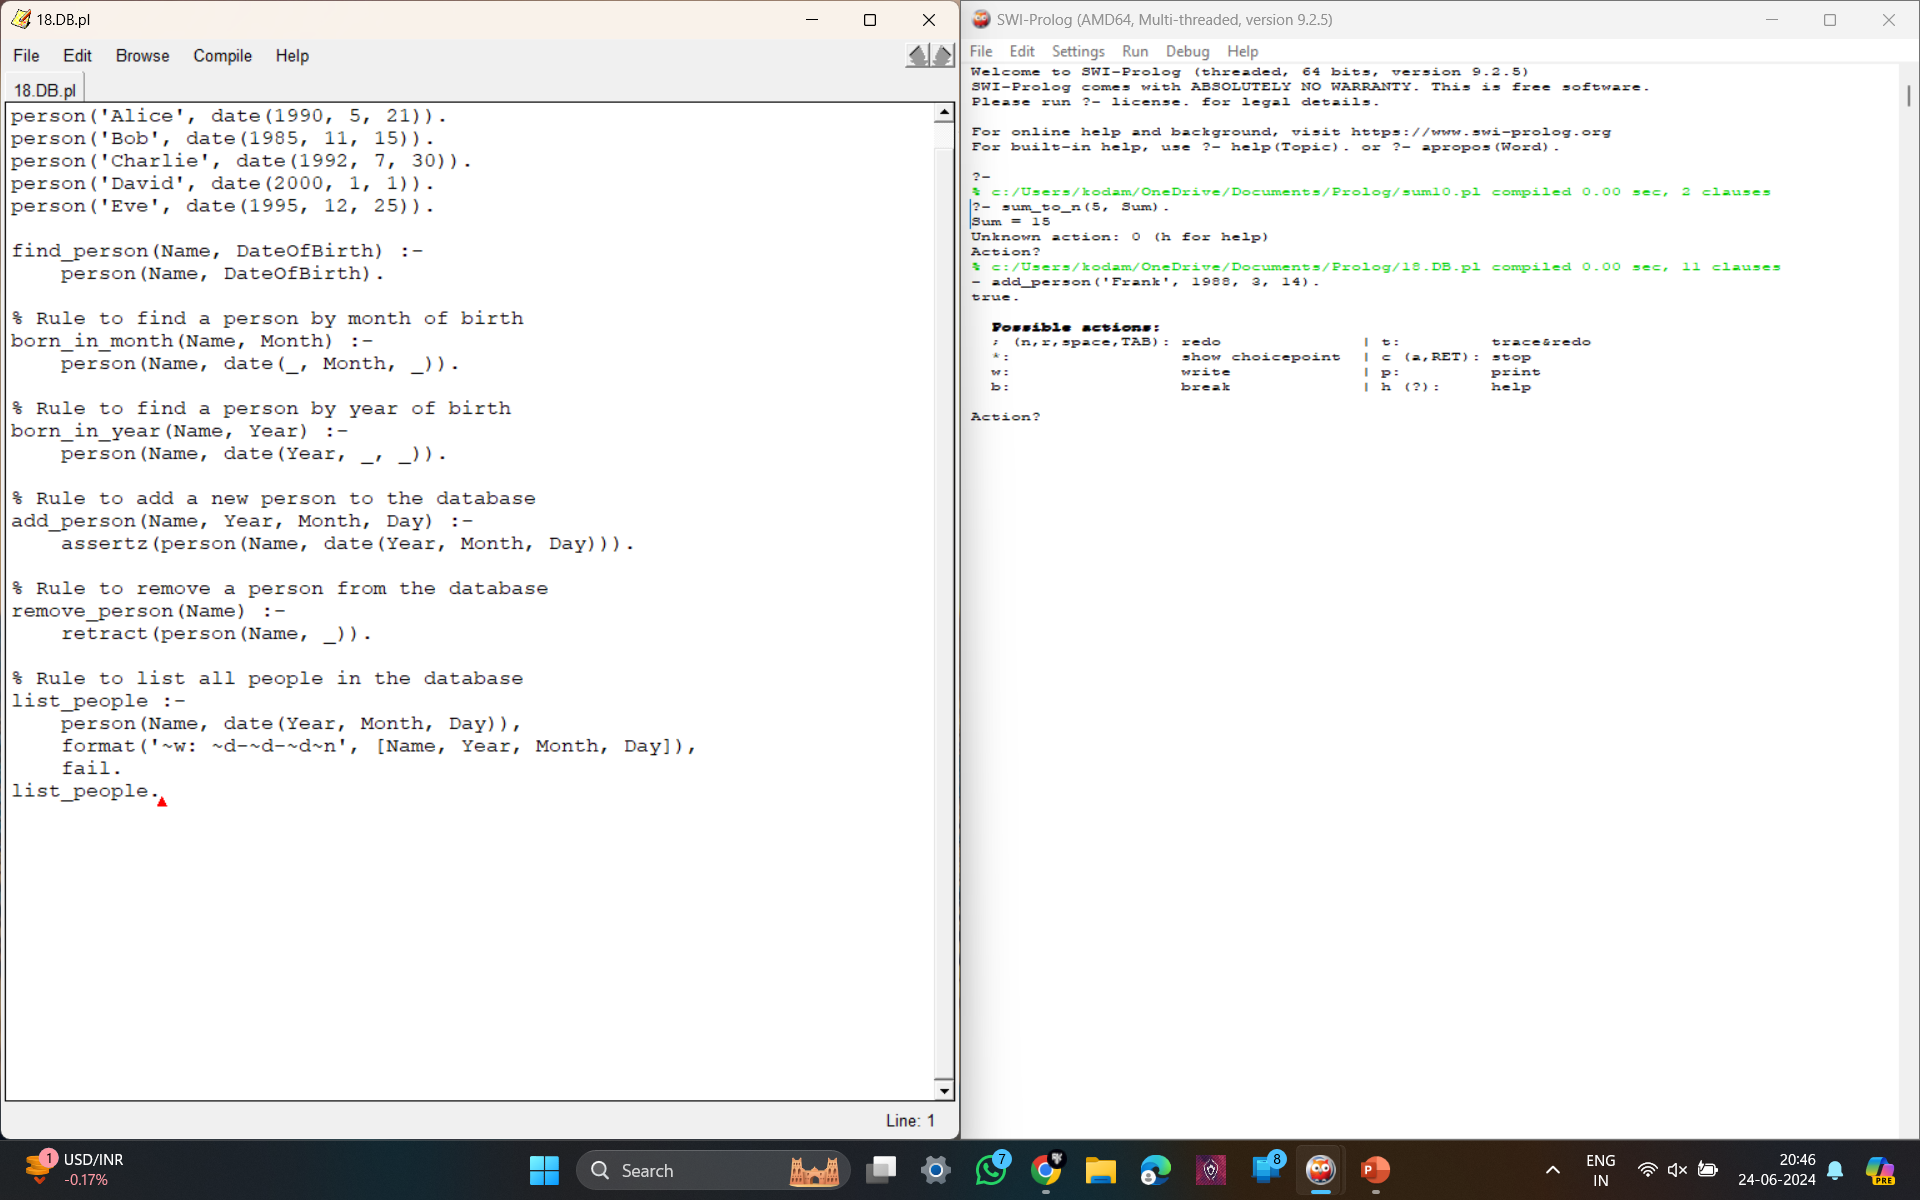 18.DB.pl
File Edit Browse Compile Help
18.DB.pl
person('Alice', date(1990, 5, 21)).
person('Bob', date(1985, 11, 15)).
person('Charlie', date(1992, 7, 30)).
person('David', date(2000, 1, 1)).
person('Eve', date(1995, 12, 25)).
find_person(Name, DateOfBirth) :-
    person(Name, DateOfBirth).
% Rule to find a person by month of birth
born_in_month(Name, Month) :-
    person(Name, date(_, Month, _)).
% Rule to find a person by year of birth
born_in_year(Name, Year) :-
    person(Name, date(Year, _, _)).
% Rule to add a new person to the database
add_person(Name, Year, Month, Day) :-
    assertz(person(Name, date(Year, Month, Day))).
% Rule to remove a person from the database
remove_person(Name) :-
    retract(person(Name, _)).
% Rule to list all people in the database
list_people :-
    person(Name, date(Year, Month, Day)),
    format('~w: ~d-~d-~d~n', [Name, Year, Month, Day]),
    fail.
list_people.
Line: 1
SWI-Prolog (AMD64, Multi-threaded, version 9.2.5)
File Edit Settings Run Debug Help
Welcome to SWI-Prolog (threaded, 64 bits, version 9.2.5)
SWI-Prolog comes with ABSOLUTELY NO WARRANTY. This is free software.
Please run ?- license. for legal details.
For online help and background, visit https://www.swi-prolog.org
For built-in help, use ?- help(Topic). or ?- apropos(Word).
?-
% c:/Users/kodam/OneDrive/Documents/Prolog/sum10.pl compiled 0.00 sec, 2 clauses
?- sum_to_n(5, Sum).
Sum = 15
Unknown action: 0 (h for help)
Action?
% c:/Users/kodam/OneDrive/Documents/Prolog/18.DB.pl compiled 0.00 sec, 11 clauses
- add_person('Frank', 1988, 3, 14).
true.
Possible actions:
; (n,r,space,TAB): redo | t: trace&redo
*: show choicepoint | c (a,RET): stop
w: write | p: print
b: break | h (?): help
Action?
1
USD/INR
-0.17%
Search
7
8
P
ENG
IN
20:46
24-06-2024
PRE